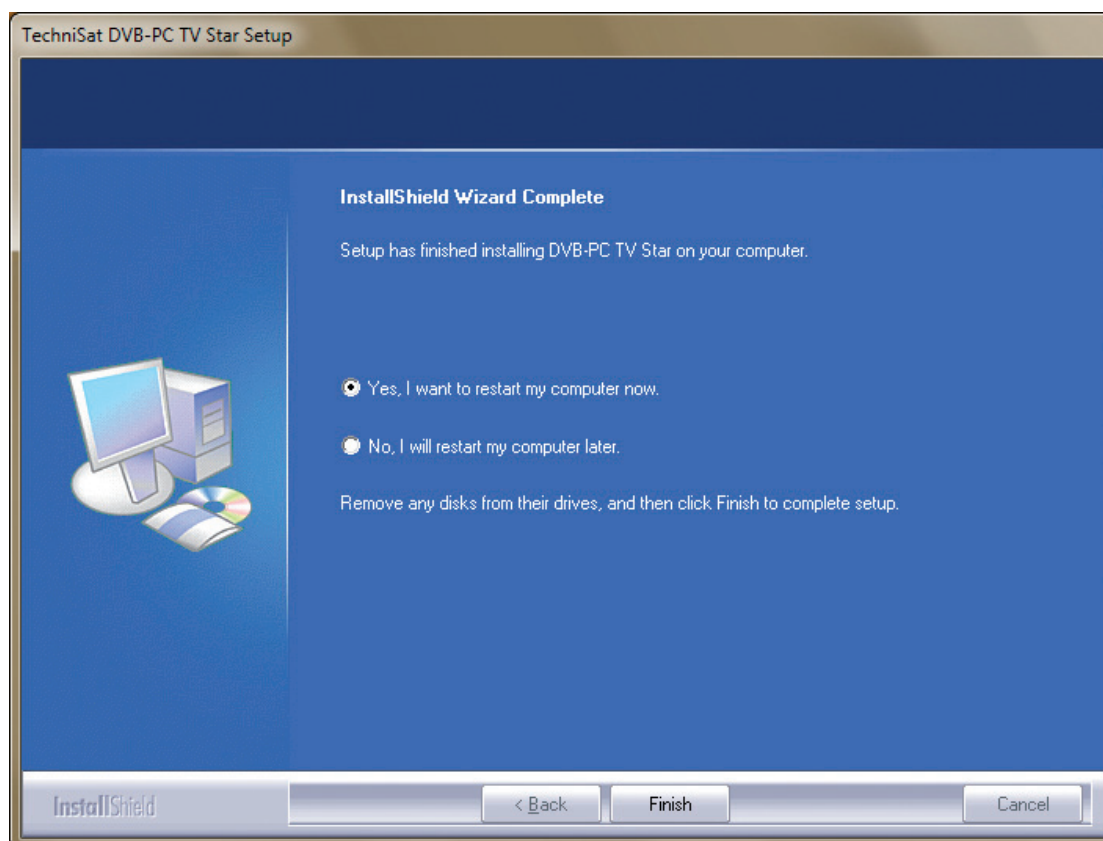 TechniSat DVB-PC TV Star Setup
InstallShield Wizard Complete
Setup has finished installing DVB-PC TV Star on your computer.
Yes, I want to restart my computer now.
No, I will restart my computer later.
Remove any disks from their drives, and then click Finish to complete setup.
InstallShield
< Back
Finish
Cancel